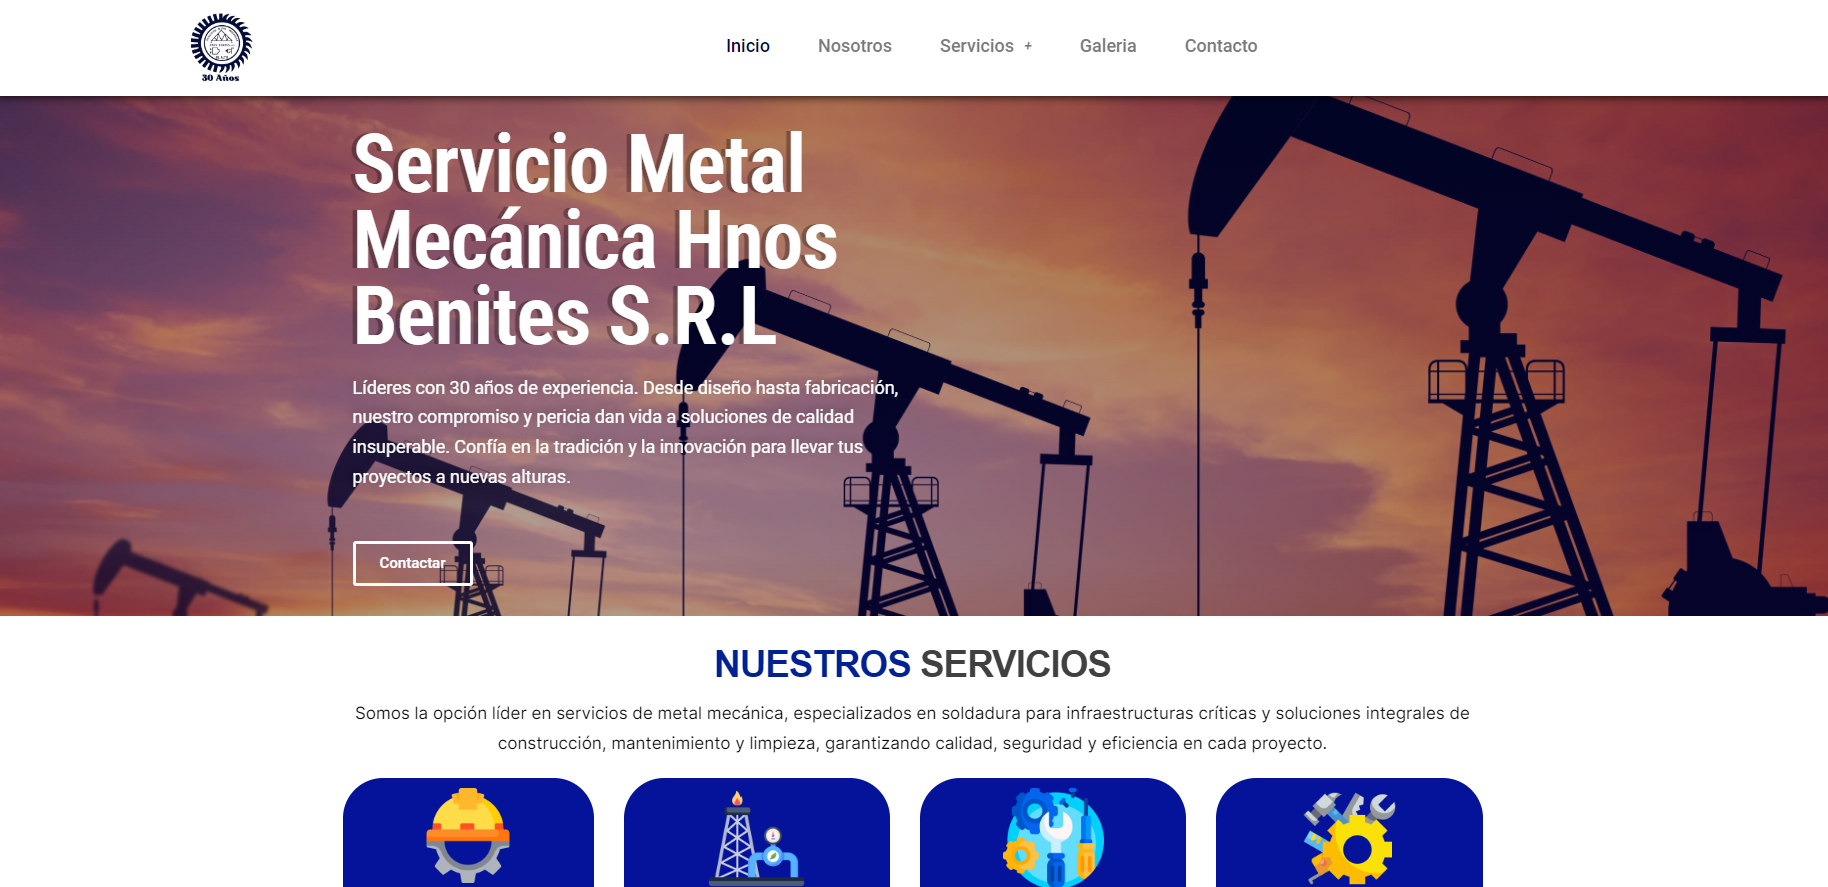 30 Años
Inicio
Nosotros
Servicios +
Galeria
Contacto
Servicio Metal
Mecánica Hnos
Benites S.R.L
Líderes con 30 años de experiencia. Desde diseño hasta fabricación,
nuestro compromiso y pericia dan vida a soluciones de calidad
insuperable. Confía en la tradición y la innovación para llevar tus
proyectos a nuevas alturas.
Contactar
NUESTROS SERVICIOS
Somos la opción líder en servicios de metal mecánica, especializados en soldadura para infraestructuras críticas y soluciones integrales de
construcción, mantenimiento y limpieza, garantizando calidad, seguridad y eficiencia en cada proyecto.